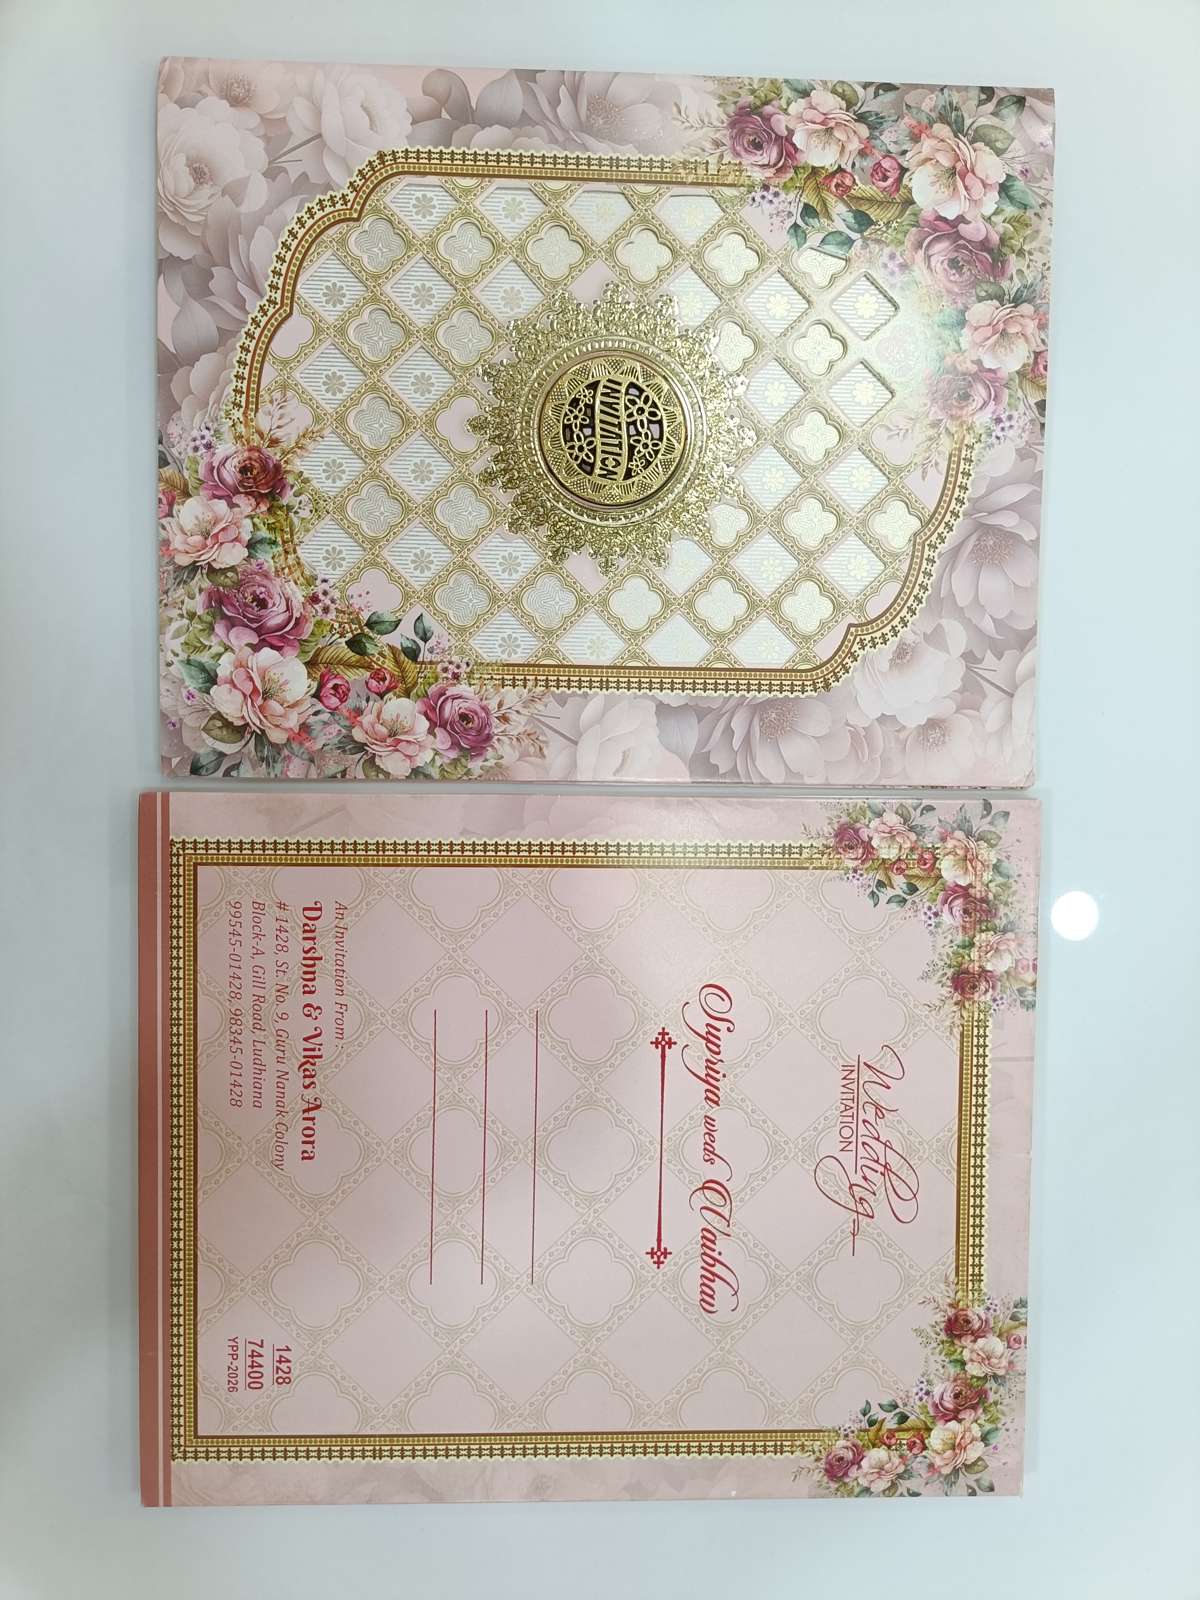 INVITATION
Wedding
INVITATION
Supriya weds Vaibhav
An Invitation From :
Darshna & Vikas Arora
# 1428, St. No. 9, Guru Nanak Colony
Block-A, Gill Road, Ludhiana
99545-01428, 98345-01428
1428
74400
YPP-2026